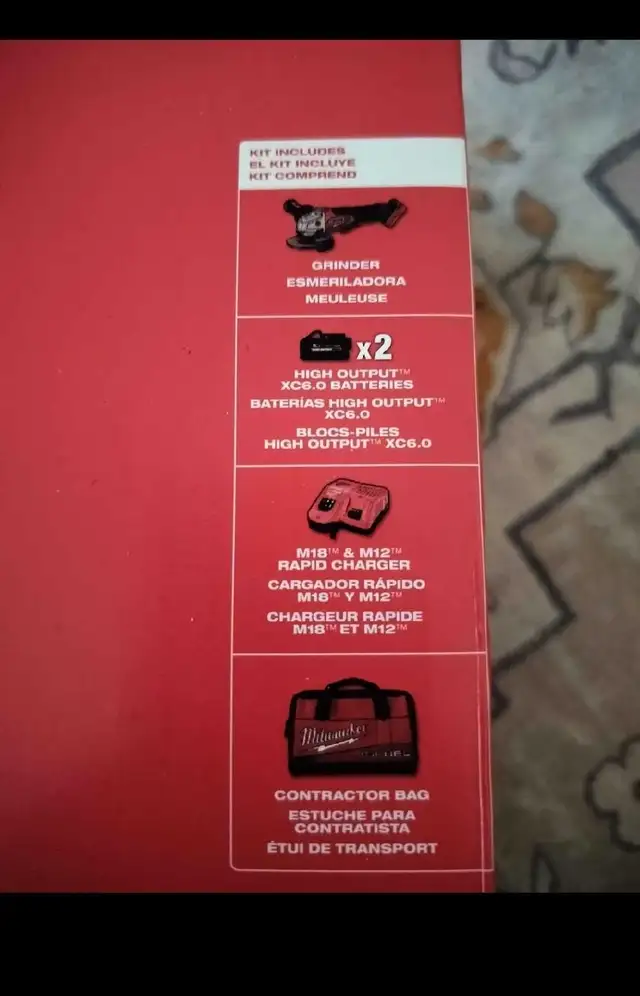 KIT INCLUDES
EL KIT INCLUYE
KIT COMPREND
GRINDER
ESMERILADORA
MEULEUSE
x2
HIGH OUTPUT™
XC6.0 BATTERIES
BATERÍAS HIGH OUTPUT™
XC6.0
BLOCS-PILES
HIGH OUTPUT™ XC6.0
M18™ & M12™
RAPID CHARGER
CARGADOR RÁPIDO
M18™ Y M12™
CHARGEUR RAPIDE
M18™ ET M12™
Milwaukee
CONTRACTOR BAG
ESTUCHE PARA
CONTRATISTA
ÉTUI DE TRANSPORT